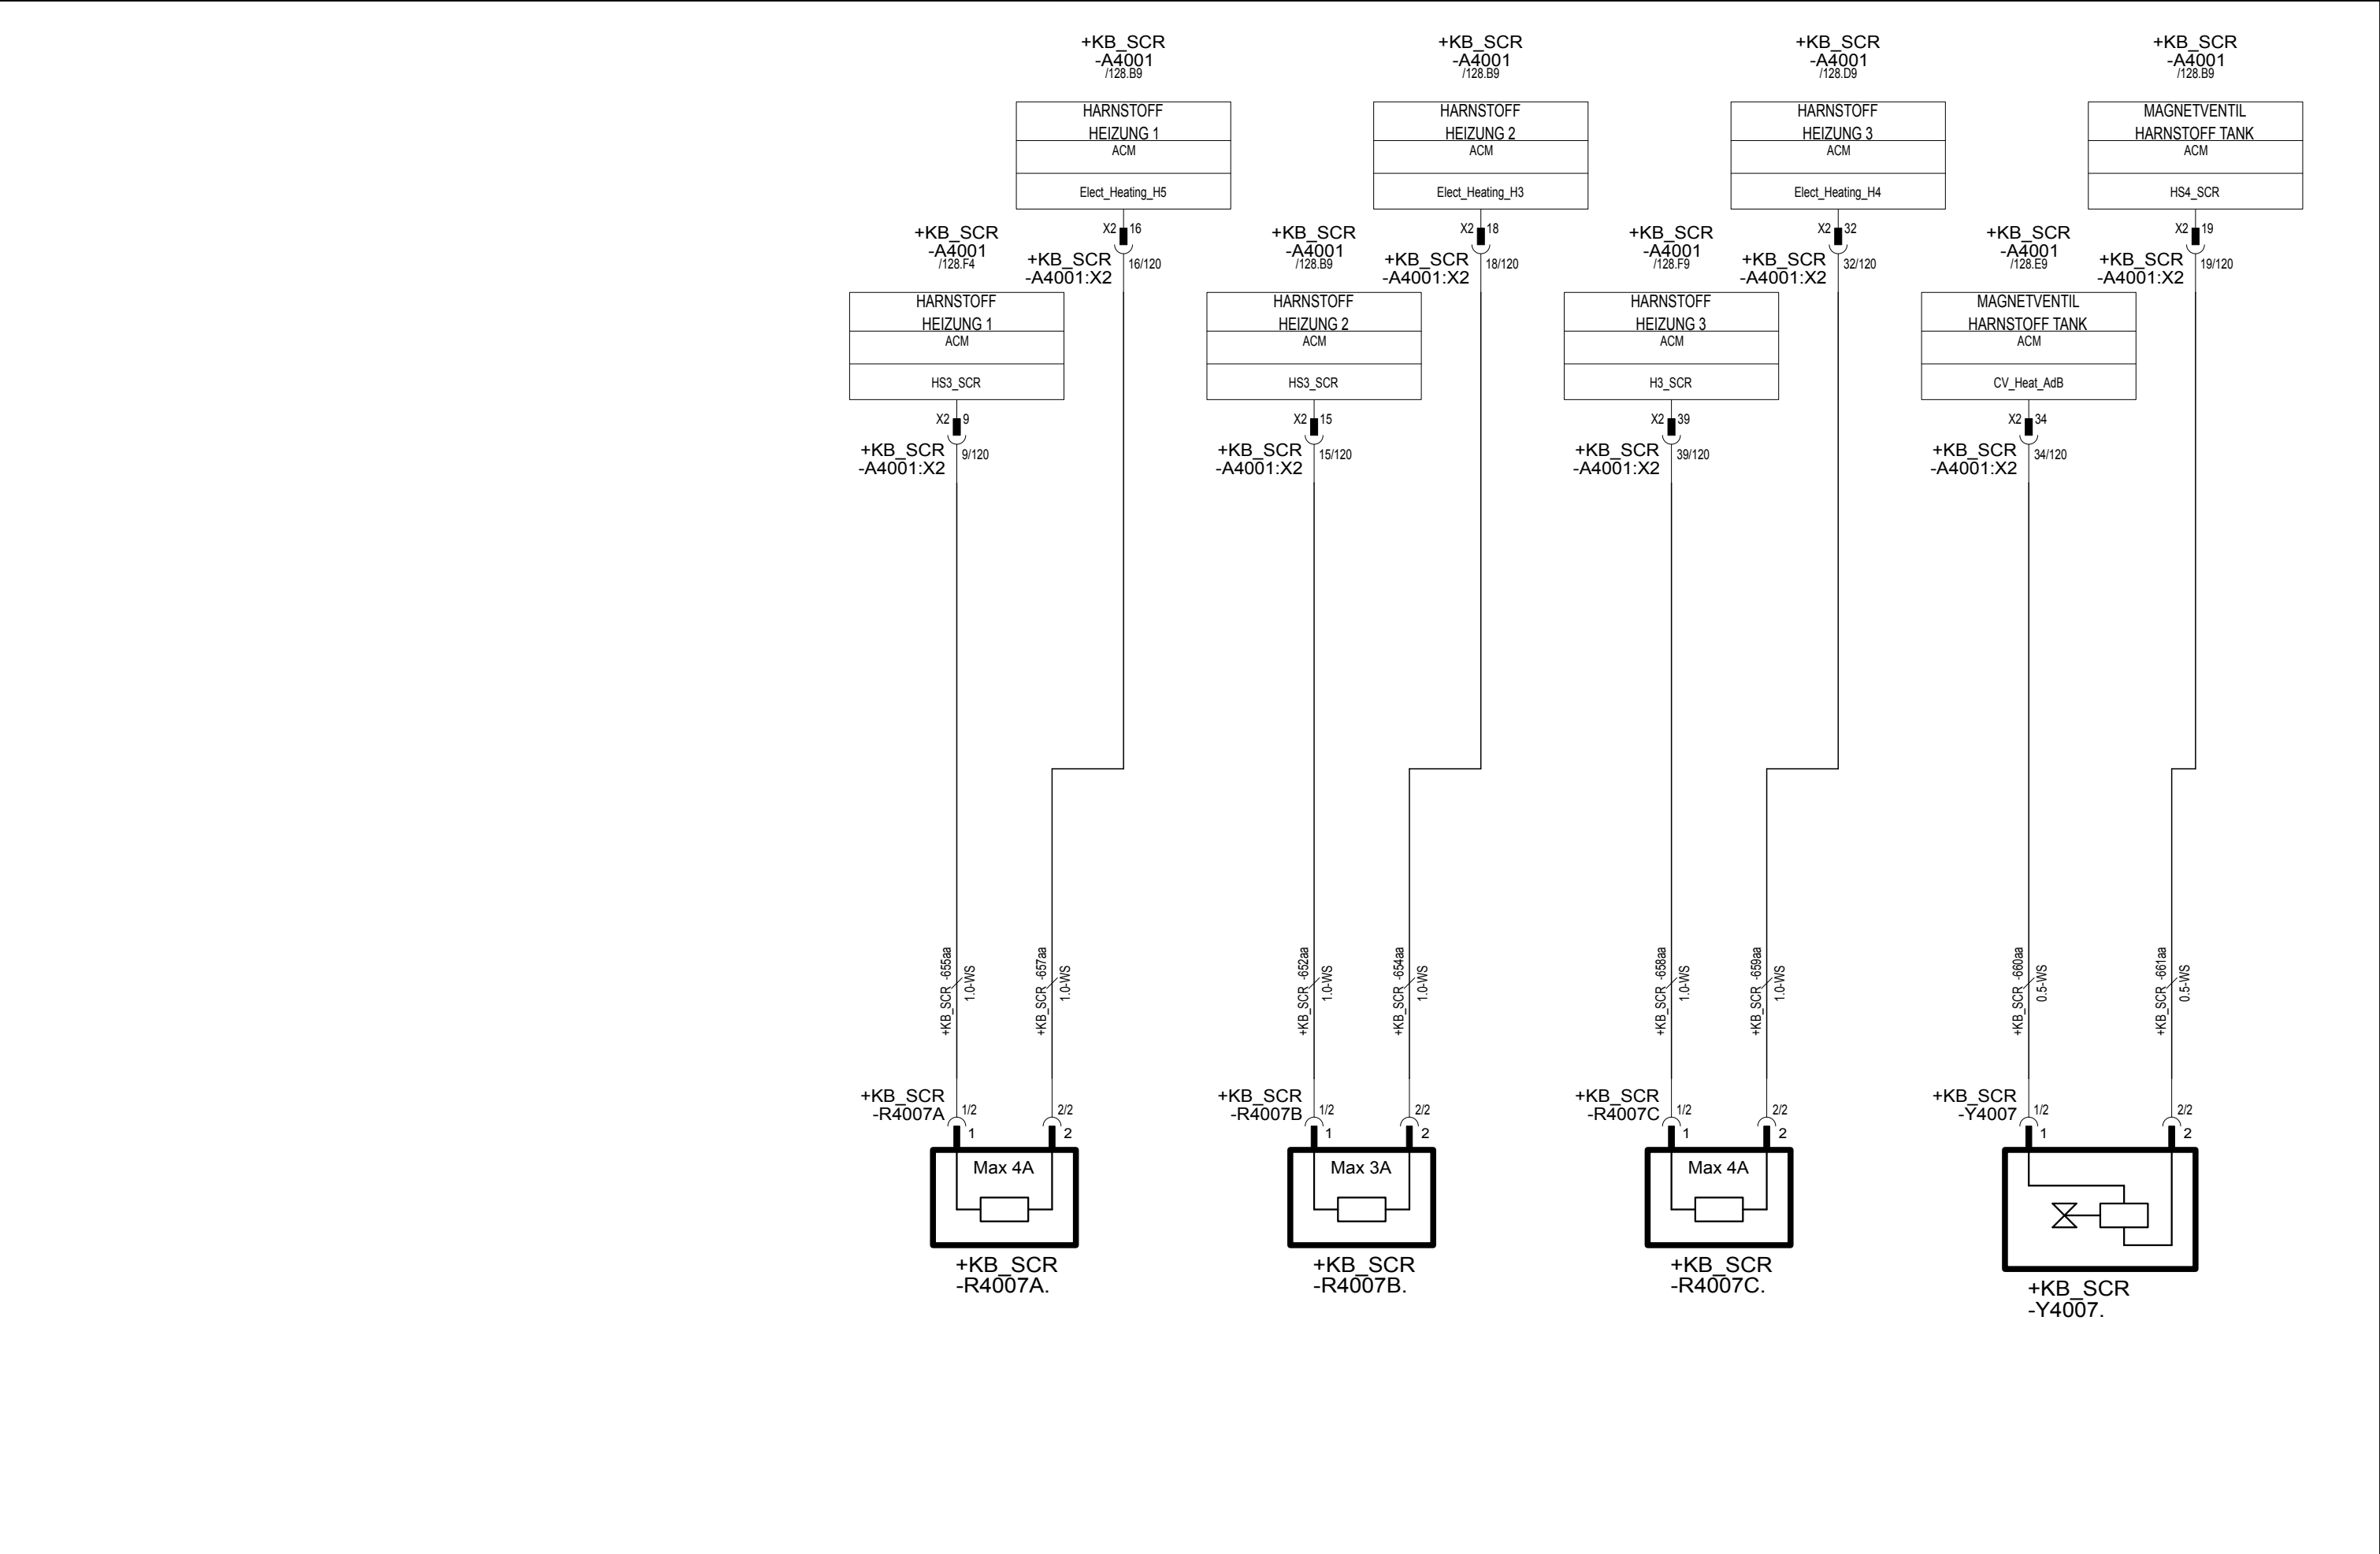 +KB_SCR
-A4001
/128.B9
HARNSTOFF
HEIZUNG 1
ACM
Elect_Heating_H5
X2 16
+KB_SCR
-A4001:X2
16/120
+KB_SCR
-A4001
/128.B9
HARNSTOFF
HEIZUNG 2
ACM
Elect_Heating_H3
X2 18
+KB_SCR
-A4001:X2
18/120
+KB_SCR
-A4001
/128.D9
HARNSTOFF
HEIZUNG 3
ACM
Elect_Heating_H4
X2 32
+KB_SCR
-A4001:X2
32/120
+KB_SCR
-A4001
/128.B9
MAGNETVENTIL
HARNSTOFF TANK
ACM
HS4_SCR
X2 19
+KB_SCR
-A4001:X2
19/120
+KB_SCR
-A4001
/128.F4
HARNSTOFF
HEIZUNG 1
ACM
HS3_SCR
X2 9
+KB_SCR
-A4001:X2
9/120
+KB_SCR
-A4001
/128.B9
HARNSTOFF
HEIZUNG 2
ACM
HS3_SCR
X2 15
+KB_SCR
-A4001:X2
15/120
+KB_SCR
-A4001
/128.F9
HARNSTOFF
HEIZUNG 3
ACM
H3_SCR
X2 39
+KB_SCR
-A4001:X2
39/120
+KB_SCR
-A4001
/128.E9
MAGNETVENTIL
HARNSTOFF TANK
ACM
CV_Heat_AdB
X2 34
+KB_SCR
-A4001:X2
34/120
+KB_SCR -655aa
1.0-WS
+KB_SCR -657aa
1.0-WS
+KB_SCR -652aa
1.0-WS
+KB_SCR -654aa
1.0-WS
+KB_SCR -658aa
1.0-WS
+KB_SCR -659aa
1.0-WS
+KB_SCR -660aa
0.5-WS
+KB_SCR -661aa
0.5-WS
+KB_SCR
-R4007A
1/2
1
2/2
2
Max 4A
+KB_SCR
-R4007A.
+KB_SCR
-R4007B
1/2
1
2/2
2
Max 3A
+KB_SCR
-R4007B.
+KB_SCR
-R4007C
1/2
1
2/2
2
Max 4A
+KB_SCR
-R4007C.
+KB_SCR
-Y4007
1/2
1
2/2
2
+KB_SCR
-Y4007.